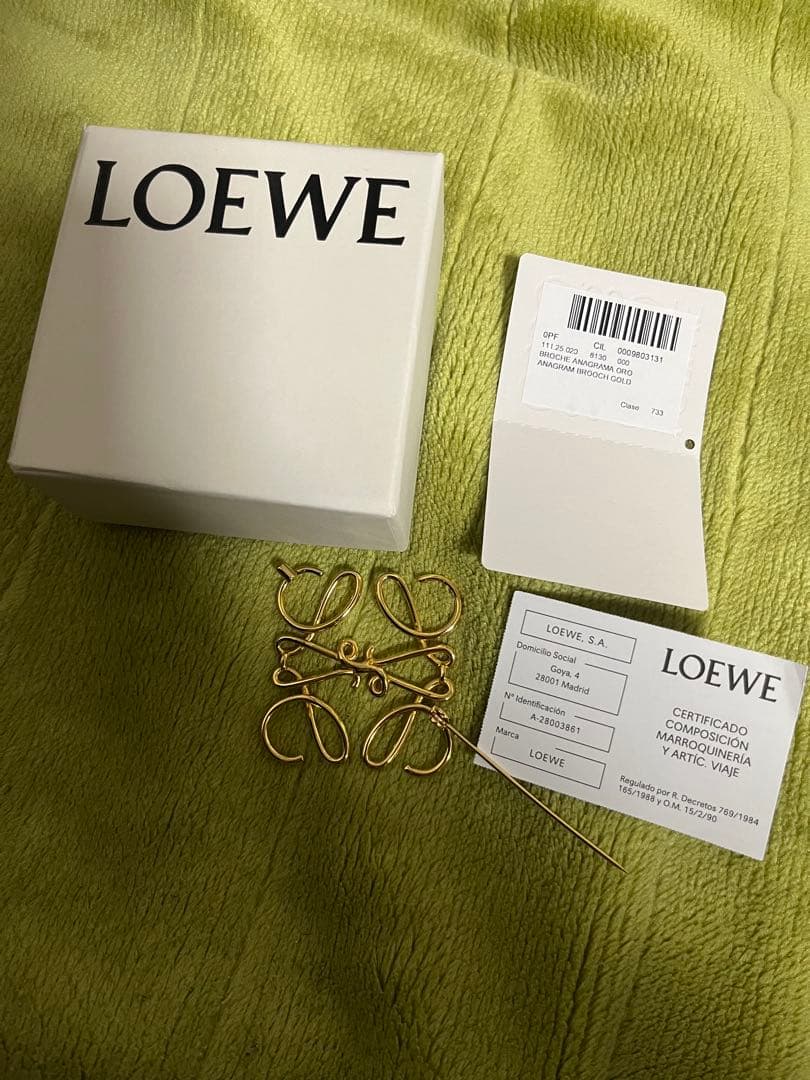 LOEWE
0PF CIL 0009803131
111.25.020 8130 000
BROCHE ANAGRAMA ORO
ANAGRAM BROOCH GOLD
Clase 733
LOEWE, S.A.
Domicilio Social
Goya, 4
28001 Madrid
Nº Identificación
A-28003861
Marca
LOEWE
LOEWE
CERTIFICADO
COMPOSICIÓN
MARROQUINERÍA
Y ARTÍC. VIAJE
Regulado por R. Decretos 769/1984
165/1988 y O.M. 15/2/90